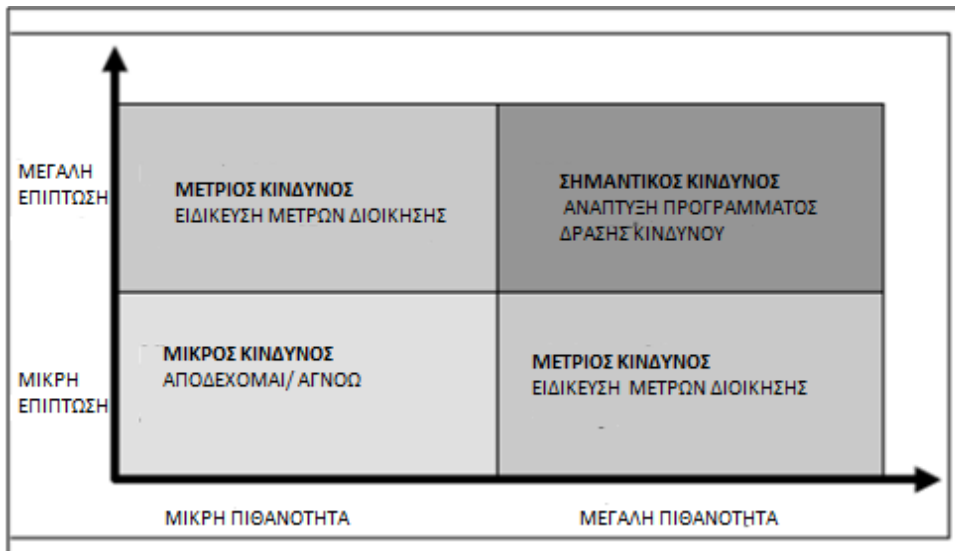 ΜΕΓΑΛΗ
ΕΠΙΠΤΩΣΗ
ΜΕΤΡΙΟΣ ΚΙΝΔΥΝΟΣ
ΕΙΔΙΚΕΥΣΗ ΜΕΤΡΩΝ ΔΙΟΙΚΗΣΗΣ
ΣΗΜΑΝΤΙΚΟΣ ΚΙΝΔΥΝΟΣ
ΑΝΑΠΤΥΞΗ ΠΡΟΓΡΑΜΜΑΤΟΣ
ΔΡΑΣΗΣ ΚΙΝΔΥΝΟΥ
ΜΙΚΡΗ
ΕΠΙΠΤΩΣΗ
ΜΙΚΡΟΣ ΚΙΝΔΥΝΟΣ
ΑΠΟΔΕΧΟΜΑΙ/ ΑΓΝΟΩ
ΜΕΤΡΙΟΣ ΚΙΝΔΥΝΟΣ
ΕΙΔΙΚΕΥΣΗ ΜΕΤΡΩΝ ΔΙΟΙΚΗΣΗΣ
ΜΙΚΡΗ ΠΙΘΑΝΟΤΗΤΑ
ΜΕΓΑΛΗ ΠΙΘΑΝΟΤΗΤΑ